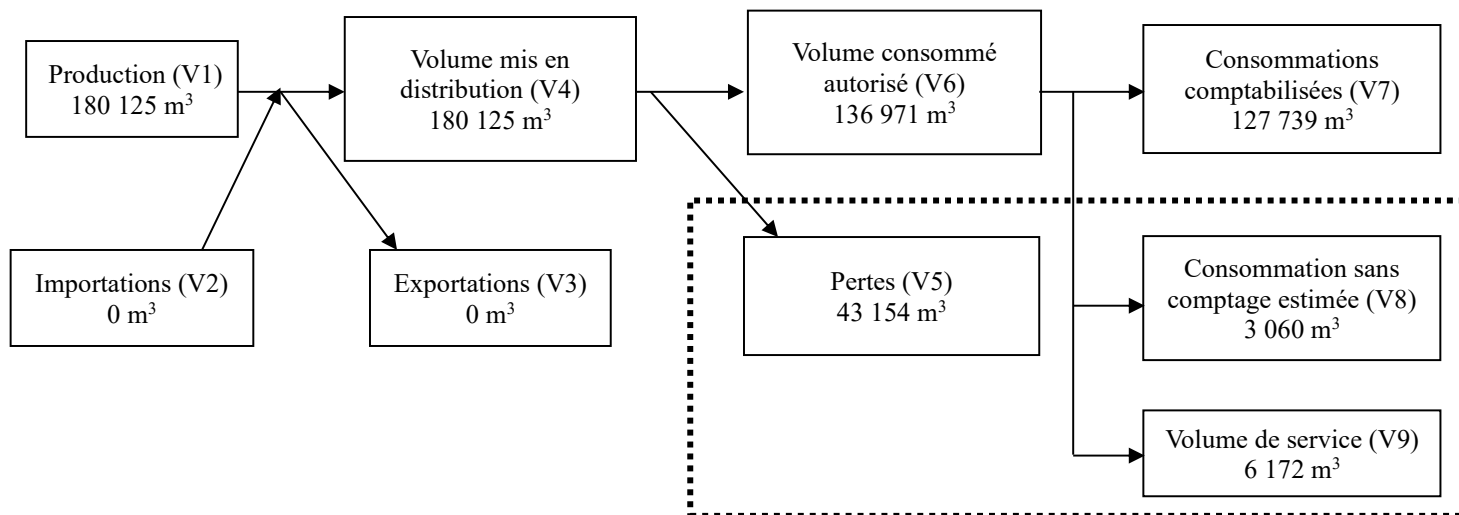 Production (V1)
180 125 m³
Volume mis en
distribution (V4)
180 125 m³
Volume consommé
autorisé (V6)
136 971 m³
Consommations
comptabilisées (V7)
127 739 m³
Importations (V2)
0 m³
Exportations (V3)
0 m³
Pertes (V5)
43 154 m³
Consommation sans
comptage estimée (V8)
3 060 m³
Volume de service (V9)
6 172 m³